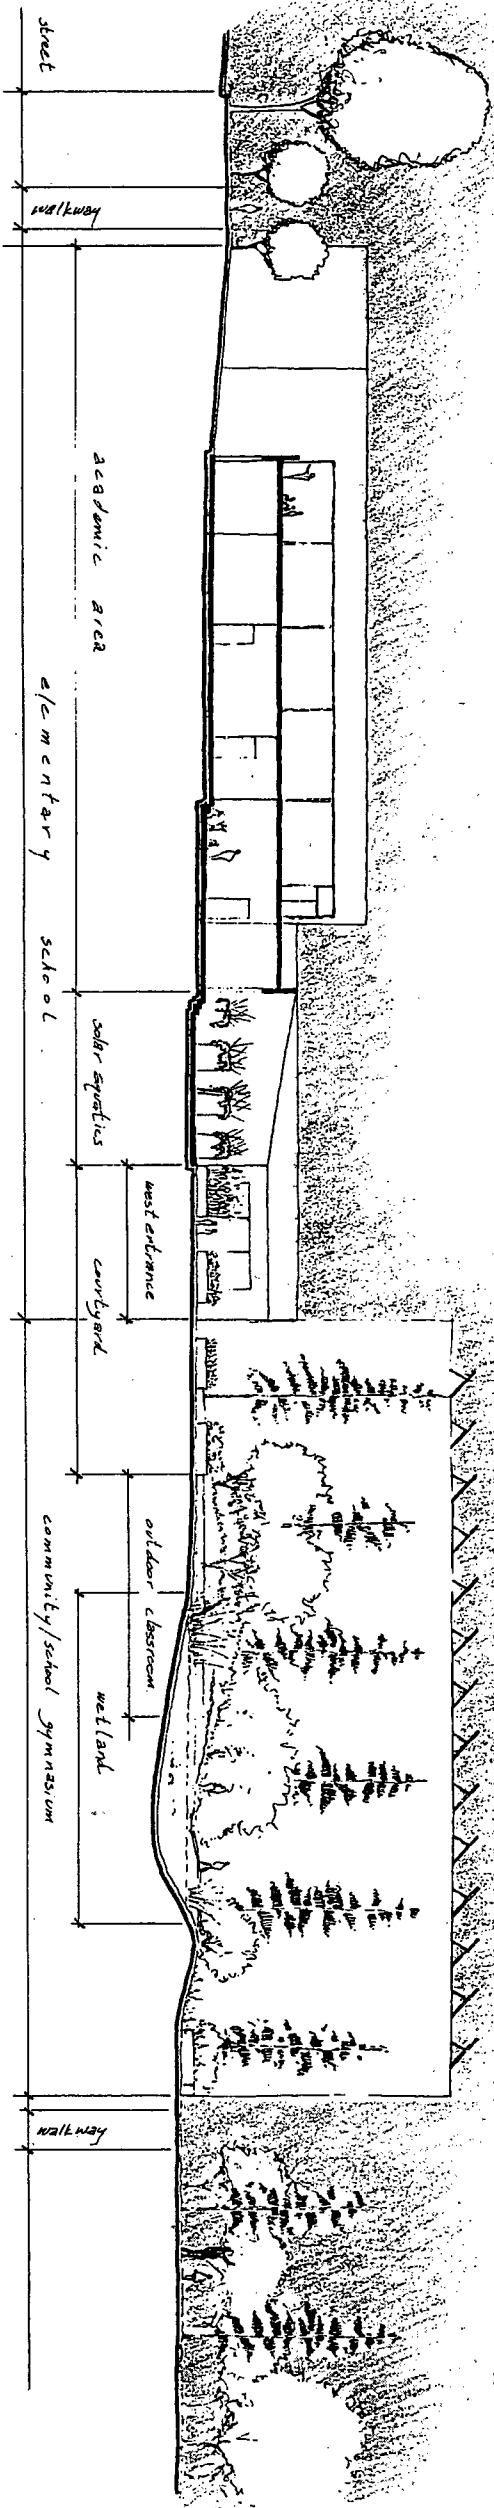 street
walkway
academic area
elementary school
solar aquatics
west entrance
courtyard
outdoor classroom
wetland
community/school gymnasium
walkway